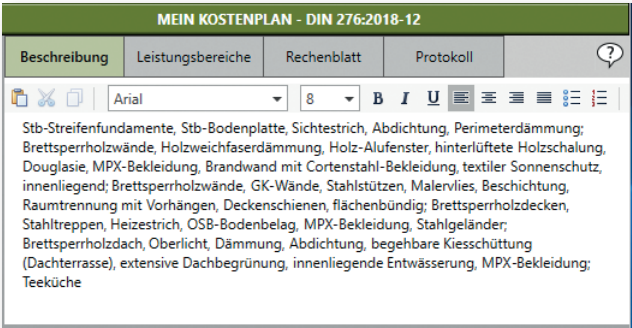 MEIN KOSTENPLAN - DIN 276:2018-12
Beschreibung Leistungsbereiche Rechenblatt Protokoll ?
Arial 8 B I U
Stb-Streifenfundamente, Stb-Bodenplatte, Sichtestrich, Abdichtung, Perimeterdämmung;
Brettsperrholzwände, Holzweichfaserdämmung, Holz-Alufenster, hinterlüftete Holzschalung,
Douglasie, MPX-Bekleidung, Brandwand mit Cortenstahl-Bekleidung, textiler Sonnenschutz,
innenliegend; Brettsperrholzwände, GK-Wände, Stahlstützen, Malervlies, Beschichtung,
Raumtrennung mit Vorhängen, Deckenschienen, flächenbündig; Brettsperrholzdecken,
Stahltreppen, Heizestrich, OSB-Bodenbelag, MPX-Bekleidung, Stahlgeländer;
Brettsperrholzdach, Oberlicht, Dämmung, Abdichtung, begehbare Kiesschüttung
(Dachterrasse), extensive Dachbegrünung, innenliegende Entwässerung, MPX-Bekleidung;
Teeküche